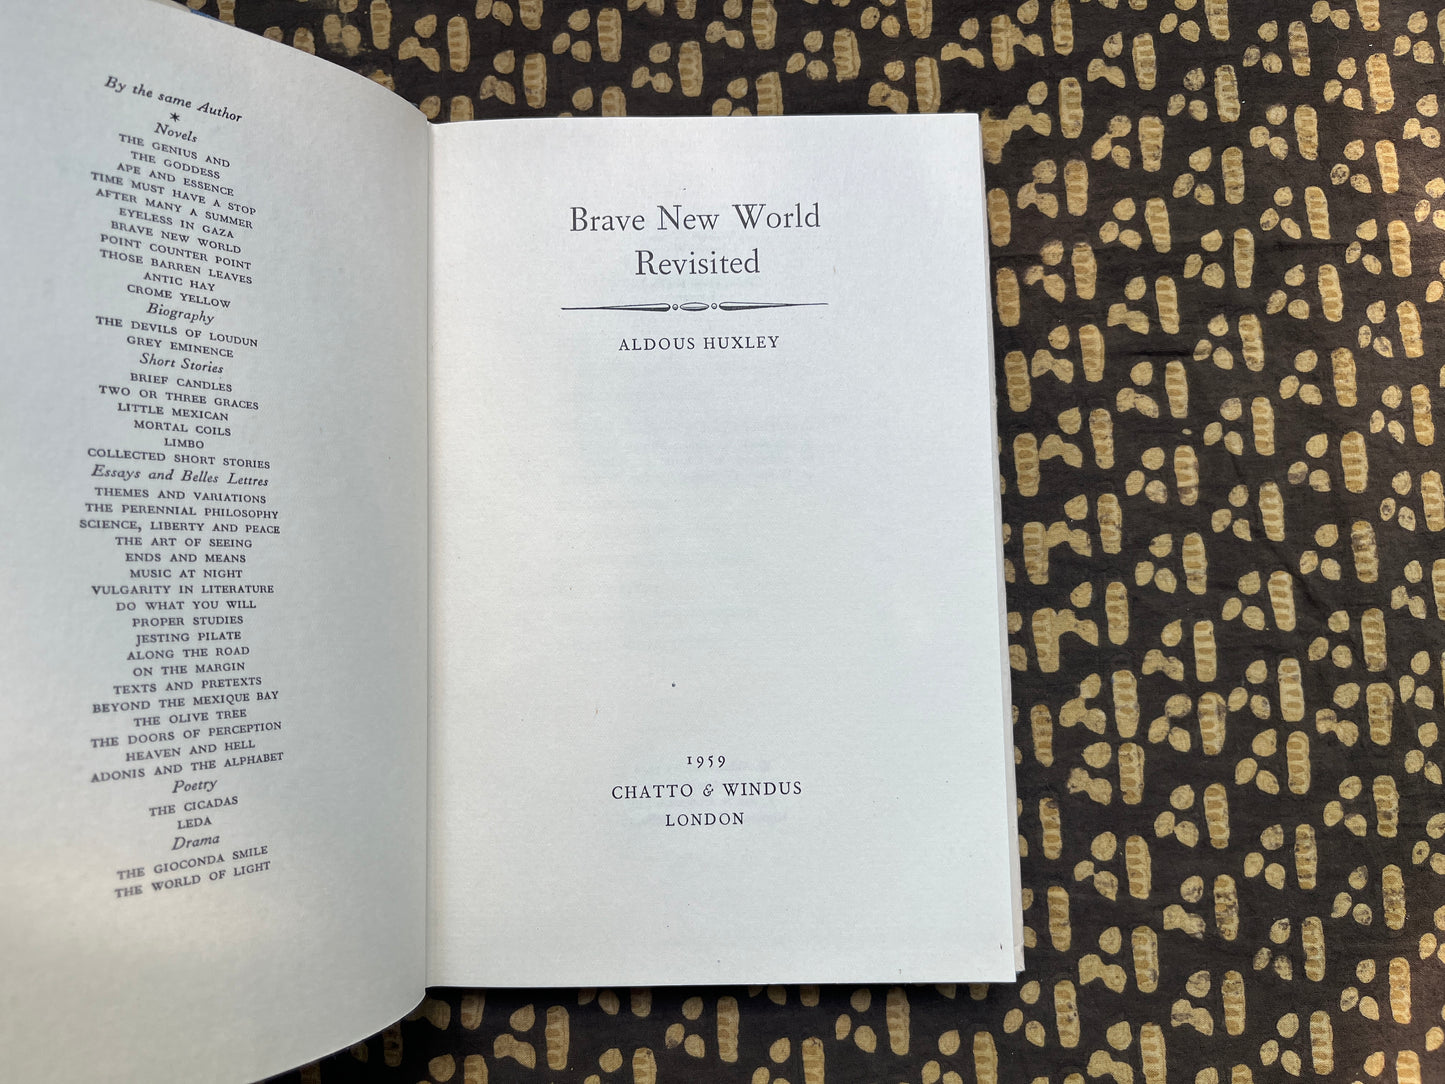 By the same Author
*
Novels
THE GENIUS AND
THE GODDESS
APE AND ESSENCE
TIME MUST HAVE A STOP
AFTER MANY A SUMMER
EYELESS IN GAZA
BRAVE NEW WORLD
POINT COUNTER POINT
THOSE BARREN LEAVES
ANTIC HAY
CROME YELLOW
Biography
THE DEVILS OF LOUDUN
GREY EMINENCE
Short Stories
BRIEF CANDLES
TWO OR THREE GRACES
LITTLE MEXICAN
MORTAL COILS
LIMBO
COLLECTED SHORT STORIES
Essays and Belles Lettres
THEMES AND VARIATIONS
THE PERENNIAL PHILOSOPHY
SCIENCE, LIBERTY AND PEACE
THE ART OF SEEING
ENDS AND MEANS
MUSIC AT NIGHT
VULGARITY IN LITERATURE
DO WHAT YOU WILL
PROPER STUDIES
JESTING PILATE
ALONG THE ROAD
ON THE MARGIN
TEXTS AND PRETEXTS
BEYOND THE MEXIQUE BAY
THE OLIVE TREE
THE DOORS OF PERCEPTION
HEAVEN AND HELL
ADONIS AND THE ALPHABET
Poetry
THE CICADAS
LEDA
Drama
THE GIOCONDA SMILE
THE WORLD OF LIGHT
Brave New World
Revisited
ALDOUS HUXLEY
1959
CHATTO & WINDUS
LONDON